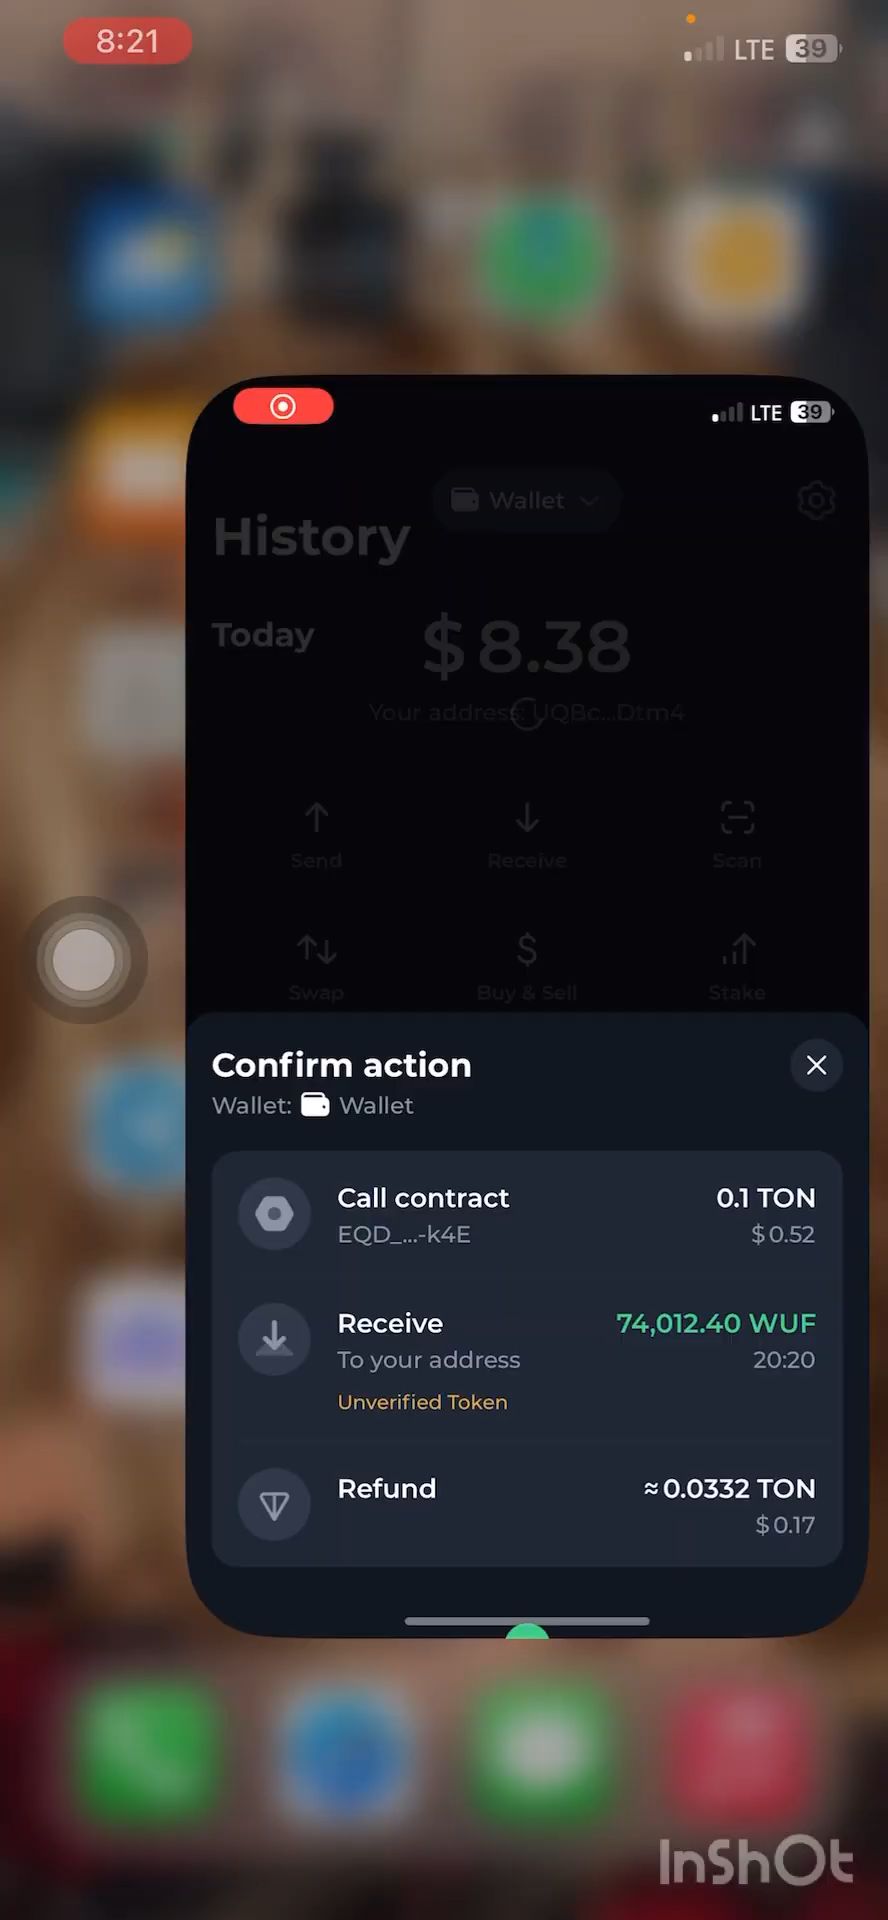 8:21
LTE 39
LTE 39
Wallet
History
Today
$8.38
Your address: UQBc...Dtm4
Send
Receive
Scan
Swap
Buy & Sell
Stake
Confirm action
Wallet: Wallet
Call contract
0.1 TON
EQD_...-k4E
$0.52
Receive
74,012.40 WUF
To your address
20:20
Unverified Token
Refund
≈0.0332 TON
$0.17
InShOt